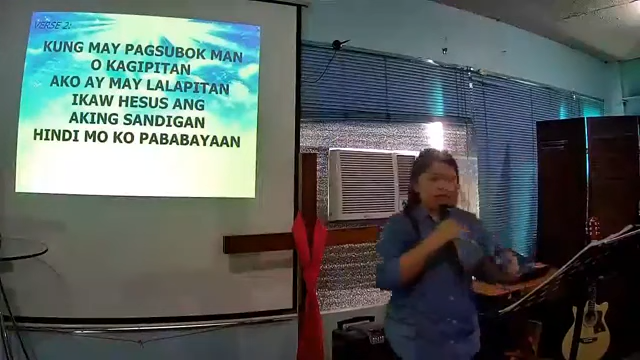 VERSE 2:
KUNG MAY PAGSUBOK MAN
O KAGIPITAN
AKO AY MAY LALAPITAN
IKAW HESUS ANG
AKING SANDIGAN
HINDI MO KO PABABAYAAN